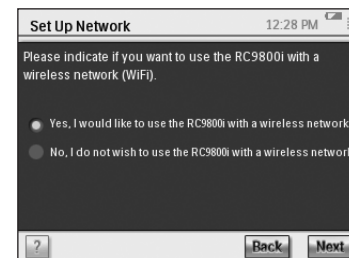 Set Up Network 12:28 PM
Please indicate if you want to use the RC9800i with a
wireless network (WiFi).
Yes, I would like to use the RC9800i with a wireless network
No, I do not wish to use the RC9800i with a wireless networ
? Back Next